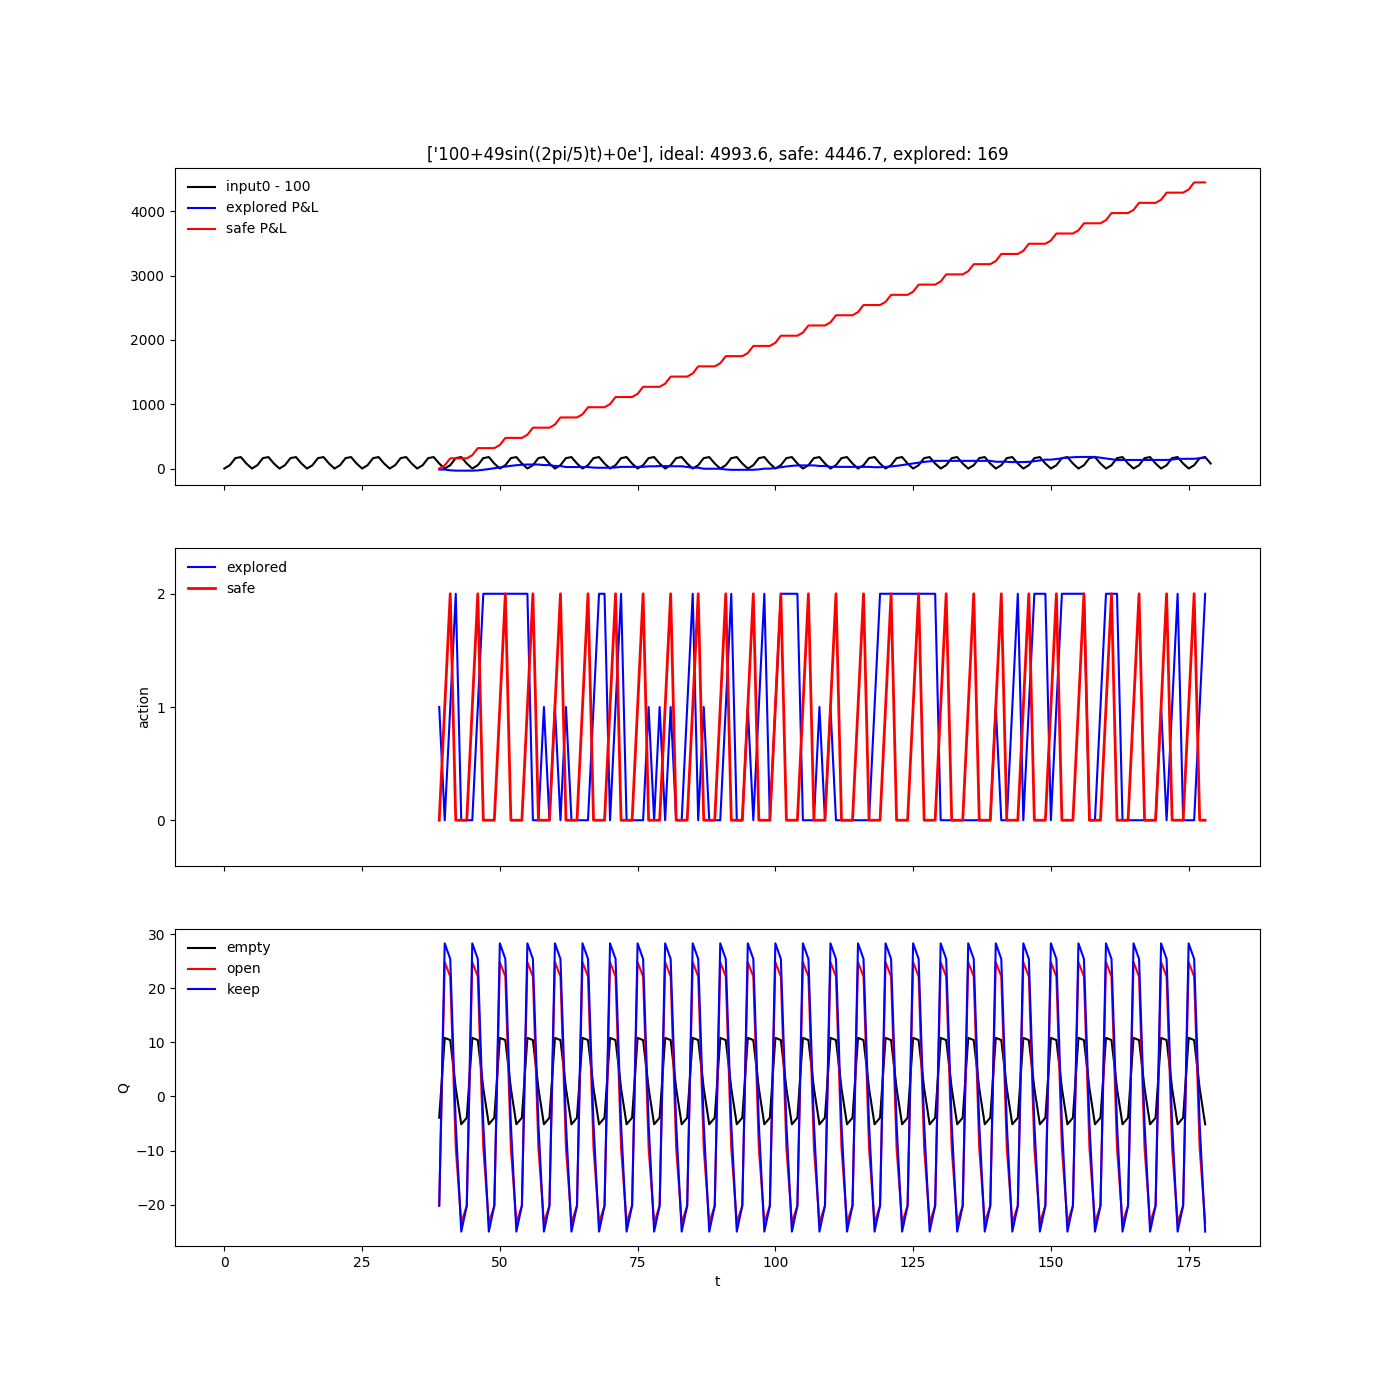 ['100+49sin((2pi/5)t)+0e'], ideal: 4993.6, safe: 4446.7, explored: 169
input0 - 100
explored P&L
safe P&L
4000
3000
2000
1000
0
explored
safe
2
1
0
action
empty
open
keep
30
20
10
0
−10
−20
Q
0 25 50 75 100 125 150 175
t